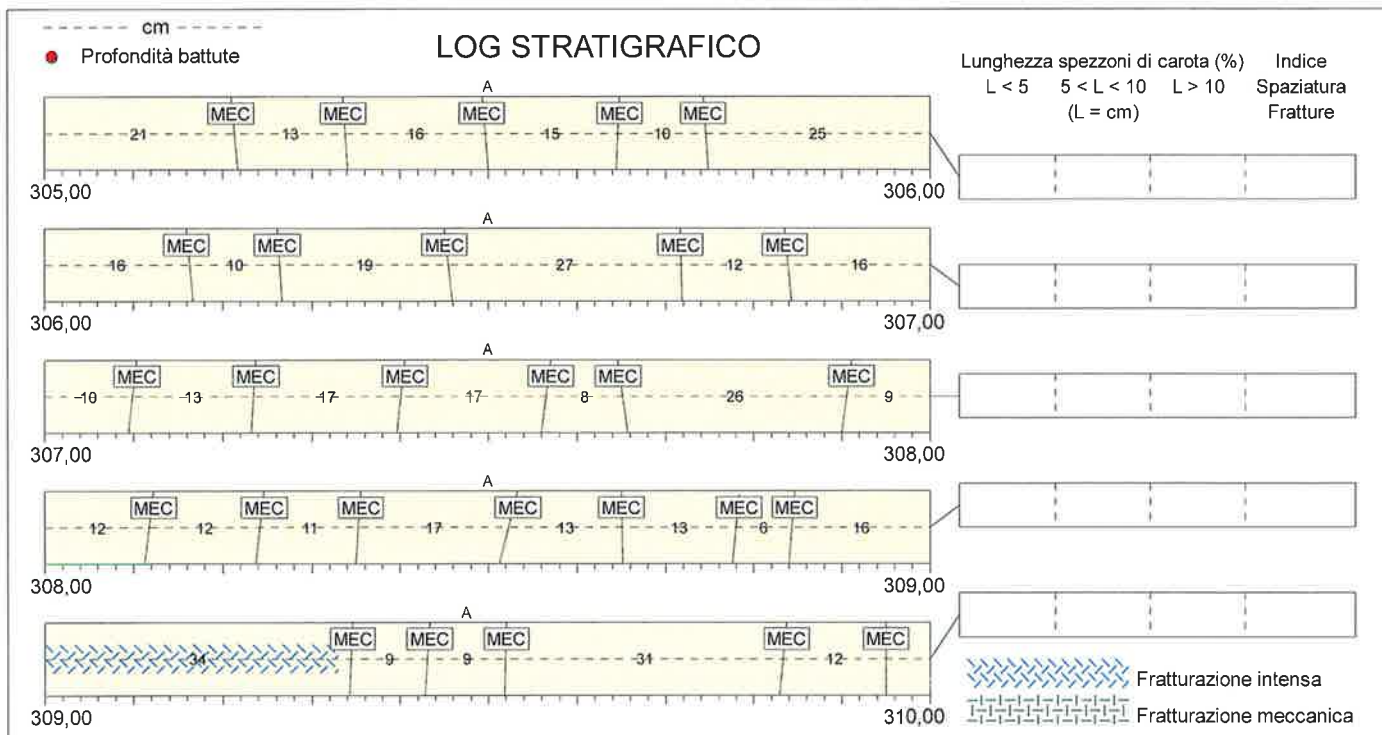 cm
Profondità battute
LOG STRATIGRAFICO
Lunghezza spezzoni di carota (%) Indice
L < 5 5 < L < 10 L > 10 Spaziatura
(L = cm) Fratture
A
MEC MEC MEC MEC MEC
21 13 16 15 10 25
305,00 306,00
A
MEC MEC MEC MEC MEC
16 10 19 27 12 16
306,00 307,00
A
MEC MEC MEC MEC MEC MEC
10 13 17 17 8 26 9
307,00 308,00
A
MEC MEC MEC MEC MEC MEC MEC
12 12 11 17 13 13 6 16
308,00 309,00
A
MEC MEC MEC MEC MEC
34 9 9 31 12
309,00 310,00
Fratturazione intensa
Fratturazione meccanica